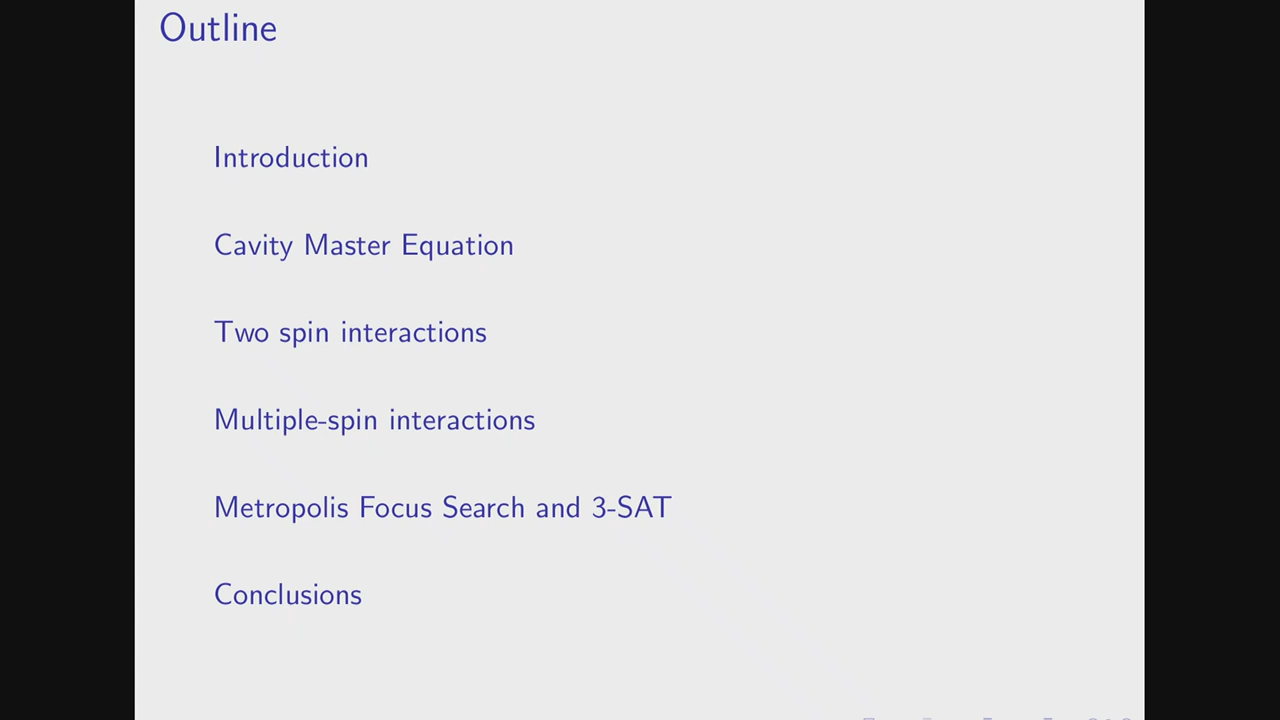 Outline
Introduction
Cavity Master Equation
Two spin interactions
Multiple-spin interactions
Metropolis Focus Search and 3-SAT
Conclusions